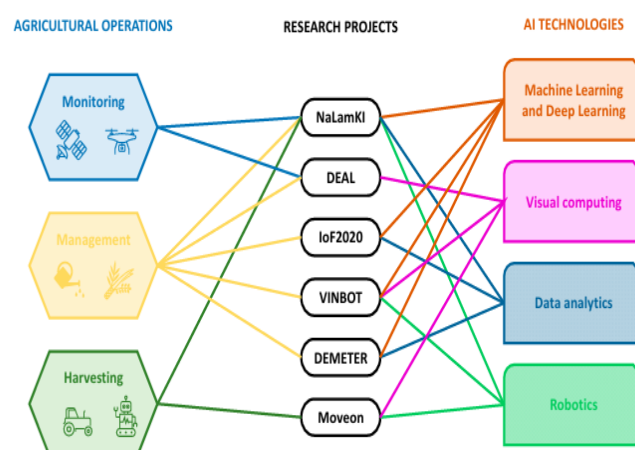 AGRICULTURAL OPERATIONS
RESEARCH PROJECTS
AI TECHNOLOGIES
Monitoring
Management
Harvesting
NaLamKI
DEAL
IoF2020
VINBOT
DEMETER
Moveon
Machine Learning
and Deep Learning
Visual computing
Data analytics
Robotics